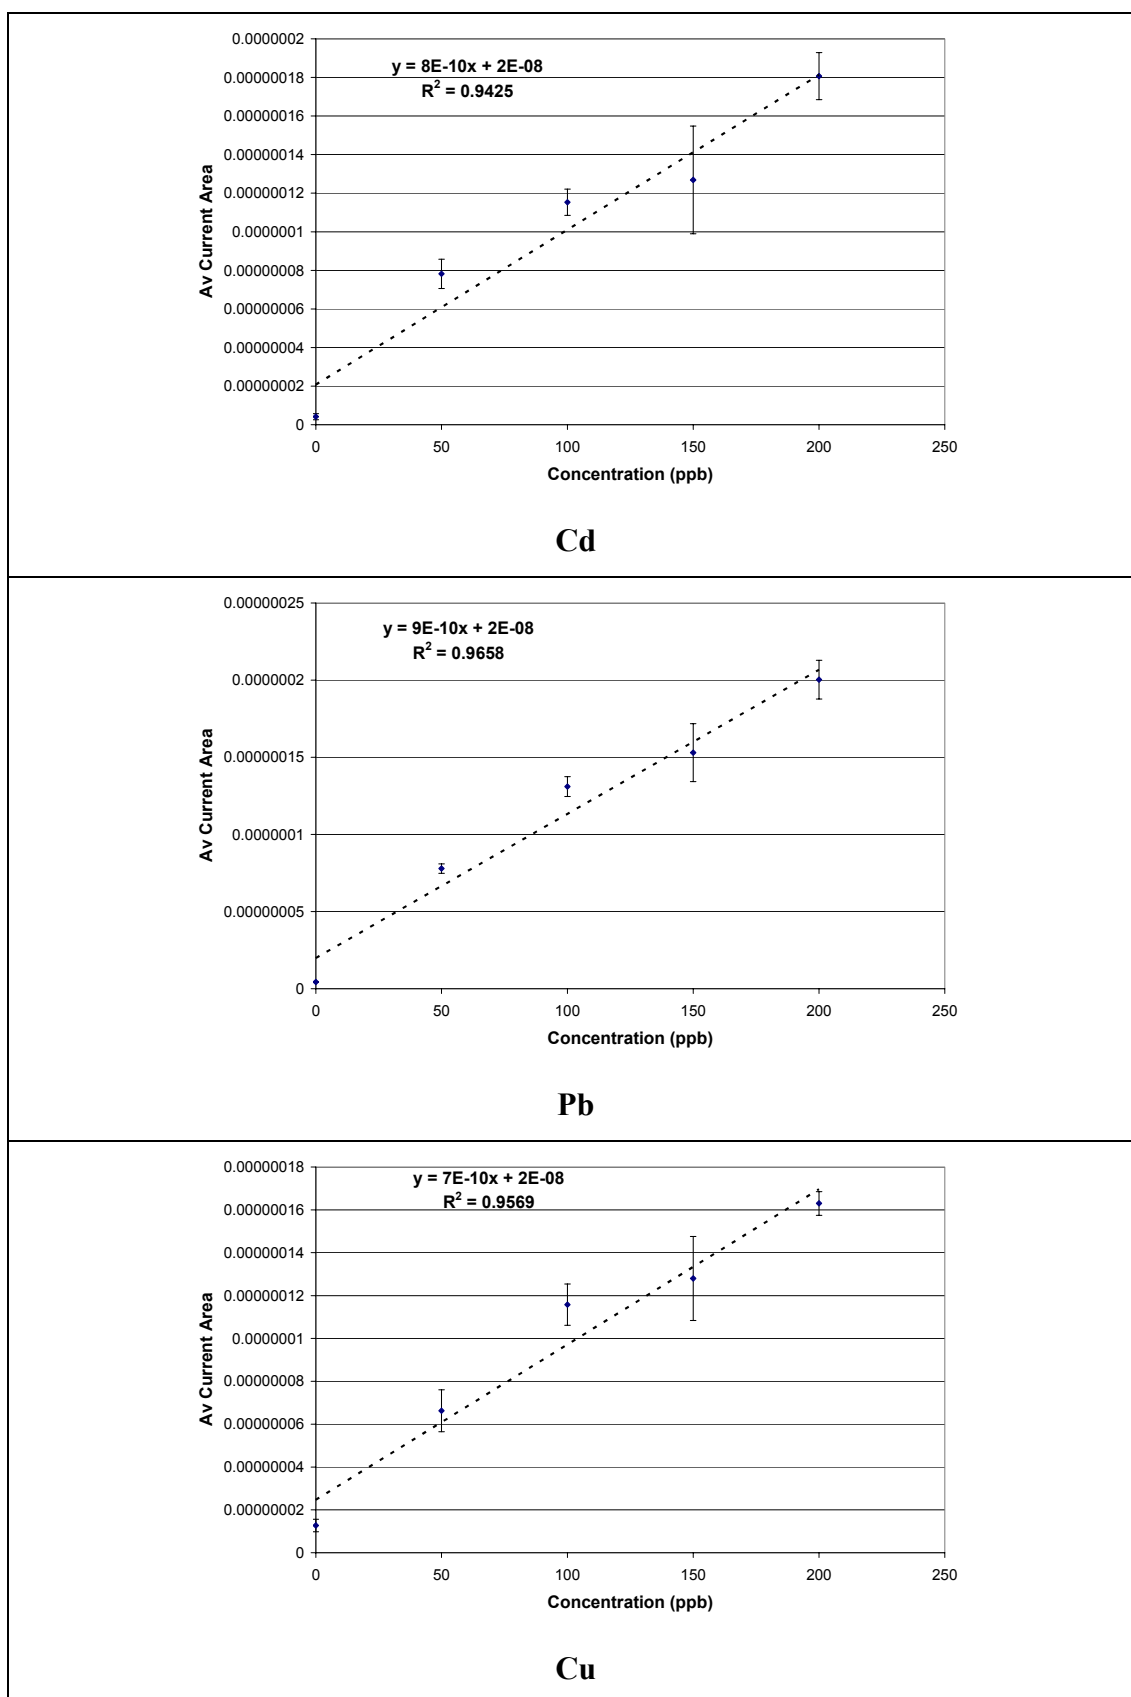 0.0000002
y = 8E-10x + 2E-08
0.00000018
R² = 0.9425
0.00000016
0.00000014
0.00000012
0.0000001
0.00000008
0.00000006
0.00000004
0.00000002
0
Av Current Area
0 50 100 150 200 250
Concentration (ppb)
Cd
0.00000025
y = 9E-10x + 2E-08
R² = 0.9658
0.0000002
0.00000015
0.0000001
0.00000005
0
Av Current Area
0 50 100 150 200 250
Concentration (ppb)
Pb
0.00000018
y = 7E-10x + 2E-08
R² = 0.9569
0.00000016
0.00000014
0.00000012
0.0000001
0.00000008
0.00000006
0.00000004
0.00000002
0
Av Current Area
0 50 100 150 200 250
Concentration (ppb)
Cu